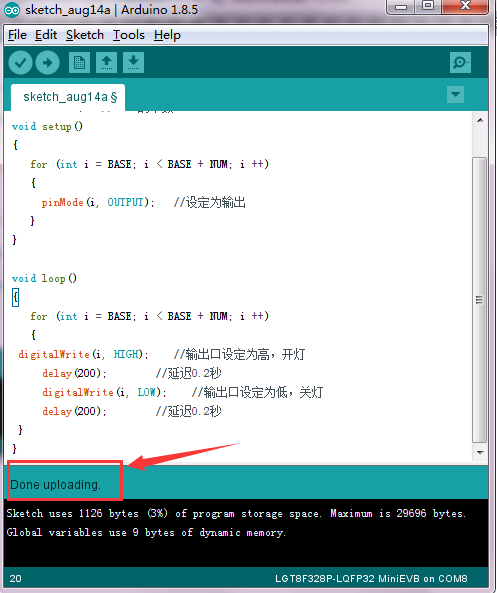 sketch_aug14a | Arduino 1.8.5
File Edit Sketch Tools Help
sketch_aug14a §
void setup()
{
for (int i = BASE; i < BASE + NUM; i ++)
{
pinMode(i, OUTPUT); //设定为输出
}
}
void loop()
{
for (int i = BASE; i < BASE + NUM; i ++)
{
digitalWrite(i, HIGH); //输出口设定为高，开灯
delay(200); //延迟0.2秒
digitalWrite(i, LOW); //输出口设定为低，关灯
delay(200); //延迟0.2秒
}
}
Done uploading.
Sketch uses 1126 bytes (3%) of program storage space. Maximum is 29696 bytes.
Global variables use 9 bytes of dynamic memory.
20 LGT8F328P-LQFP32 MiniEVB on COM8